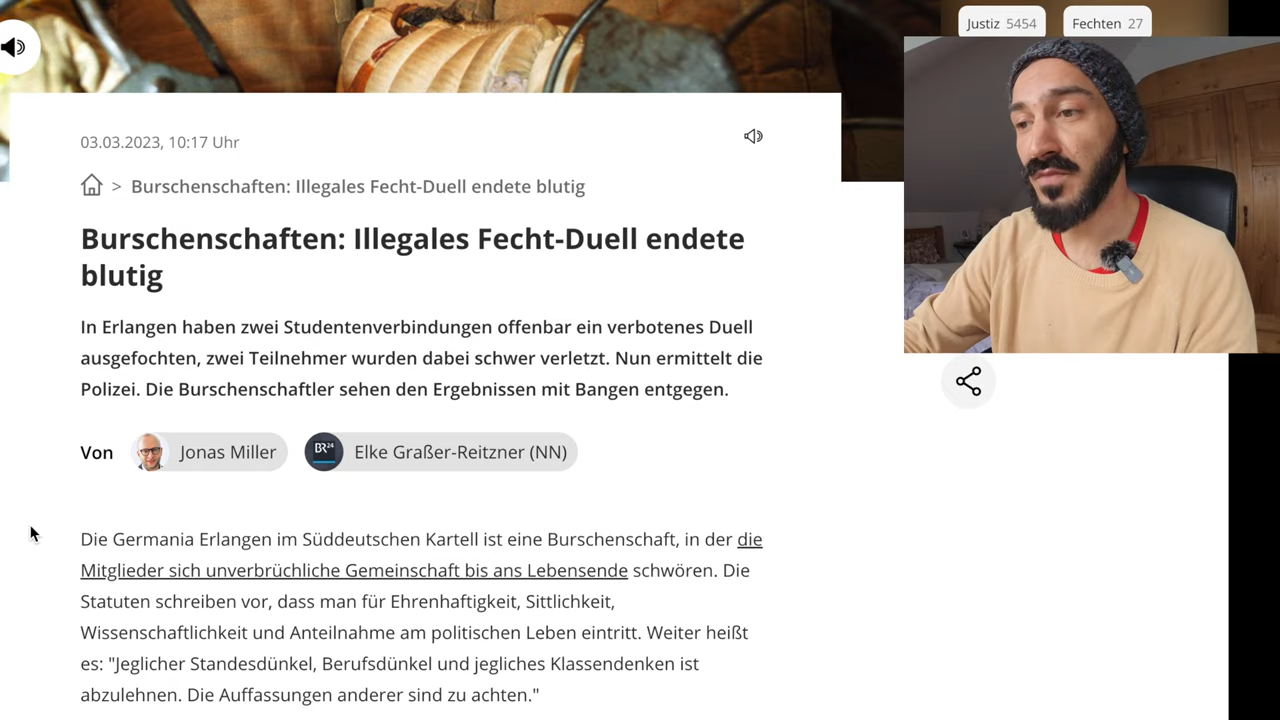 Justiz 5454
Fechten 27
03.03.2023, 10:17 Uhr
> Burschenschaften: Illegales Fecht-Duell endete blutig
Burschenschaften: Illegales Fecht-Duell endete
blutig
In Erlangen haben zwei Studentenverbindungen offenbar ein verbotenes Duell
ausgefochten, zwei Teilnehmer wurden dabei schwer verletzt. Nun ermittelt die
Polizei. Die Burschenschaftler sehen den Ergebnissen mit Bangen entgegen.
Von Jonas Miller BR24 Elke Graßer-Reitzner (NN)
Die Germania Erlangen im Süddeutschen Kartell ist eine Burschenschaft, in der die
Mitglieder sich unverbrüchliche Gemeinschaft bis ans Lebensende schwören. Die
Statuten schreiben vor, dass man für Ehrenhaftigkeit, Sittlichkeit,
Wissenschaftlichkeit und Anteilnahme am politischen Leben eintritt. Weiter heißt
es: "Jeglicher Standesdünkel, Berufsdünkel und jegliches Klassendenken ist
abzulehnen. Die Auffassungen anderer sind zu achten."